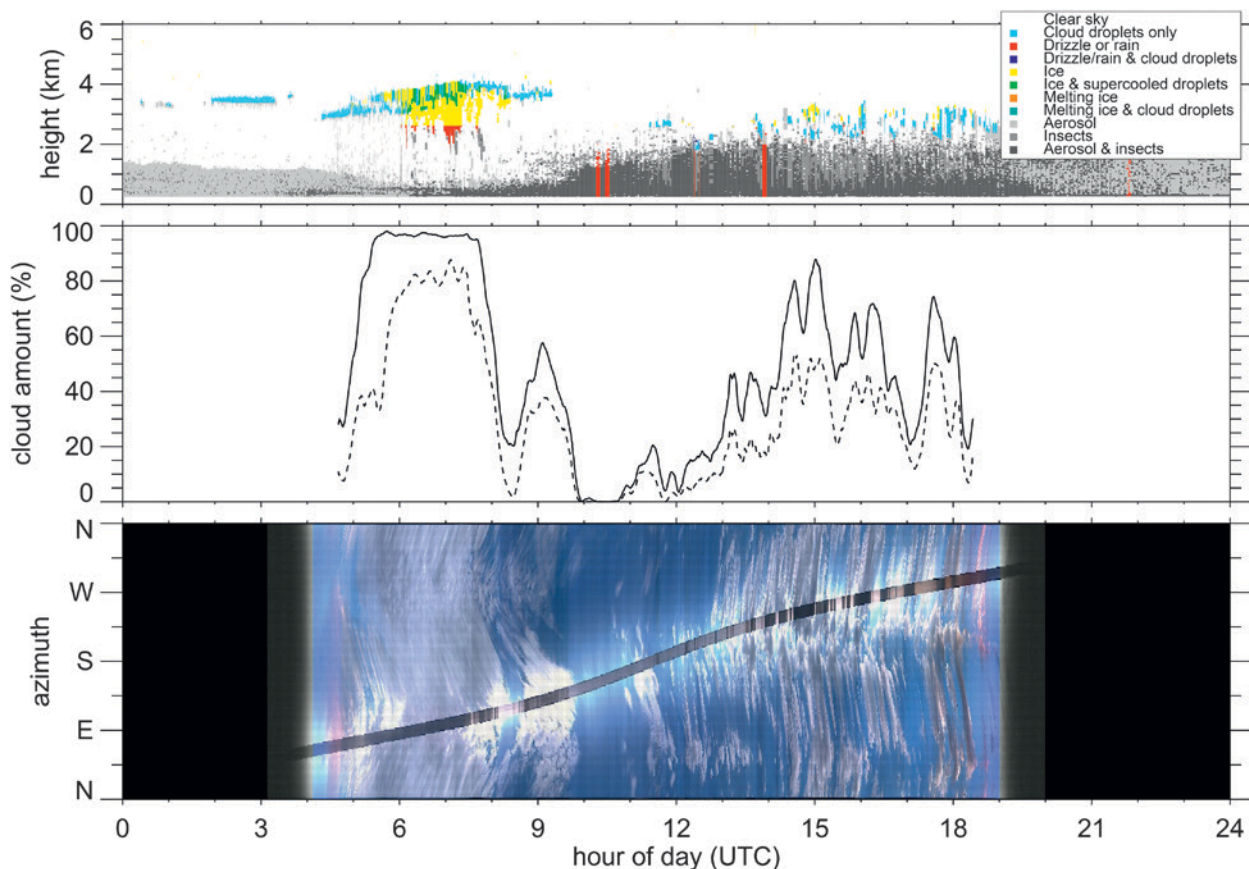 6
4
2
0
height (km)
Clear sky
Cloud droplets only
Drizzle or rain
Drizzle/rain & cloud droplets
Ice
Ice & supercooled droplets
Melting ice
Melting ice & cloud droplets
Aerosol
Insects
Aerosol & insects
100
80
60
40
20
0
cloud amount (%)
N
W
S
E
N
azimuth
0 3 6 9 12 15 18 21 24
hour of day (UTC)